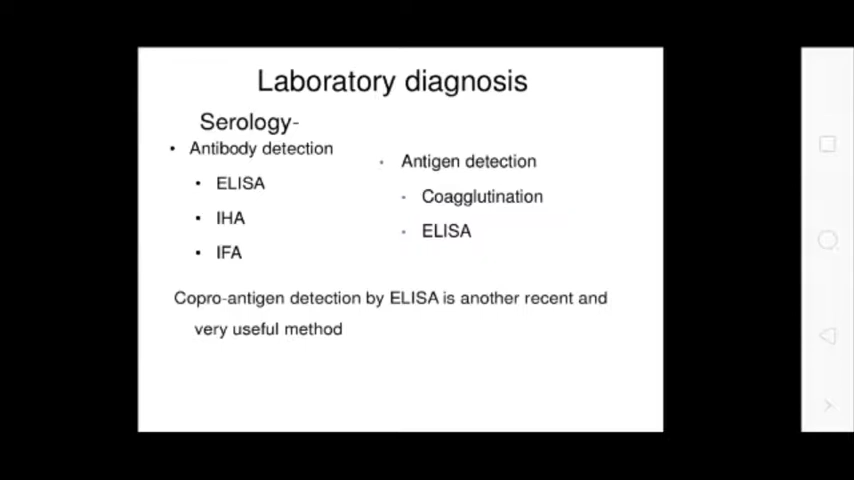 Laboratory diagnosis
Serology-
• Antibody detection
• ELISA
• IHA
• IFA
• Antigen detection
• Coagglutination
• ELISA
Copro-antigen detection by ELISA is another recent and
very useful method